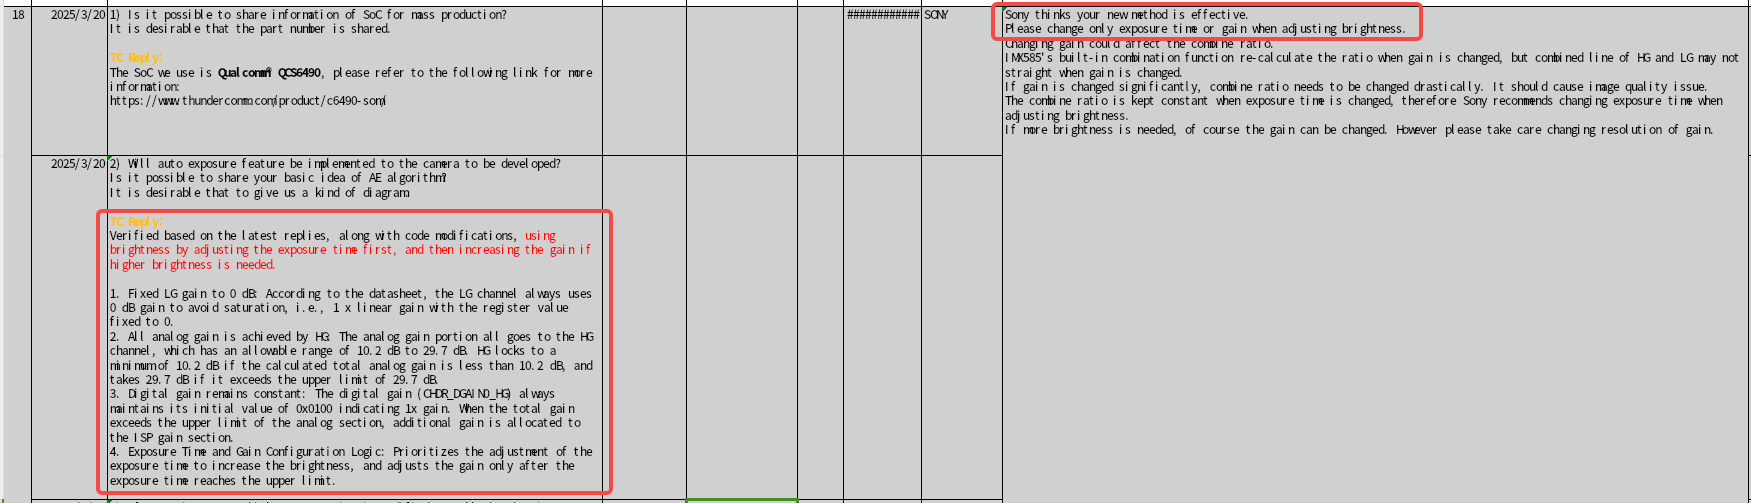 18
2025/3/20
1) Is it possible to share information of SoC for mass production?
It is desirable that the part number is shared.
TC Reply:
The SoC we use is Qualcomm® QCS6490, please refer to the following link for more
information:
https://www.thundercomm.com/product/c6490-som/
############
SONY
Sony thinks your new method is effective.
Please change only exposure time or gain when adjusting brightness.
Changing gain could affect the combine ratio.
IMX585's built-in combination function re-calculate the ratio when gain is changed, but combined line of HG and LG may not
straight when gain is changed.
If gain is changed significantly, combine ratio needs to be changed drastically. It should cause image quality issue.
The combine ratio is kept constant when exposure time is changed, therefore Sony recommends changing exposure time when
adjusting brightness.
If more brightness is needed, of course the gain can be changed. However please take care changing resolution of gain.
2025/3/20
2) Will auto exposure feature be implemented to the camera to be developed?
Is it possible to share your basic idea of AE algorithm?
It is desirable that to give us a kind of diagram.
TC Reply:
Verified based on the latest replies, along with code modifications, using
brightness by adjusting the exposure time first, and then increasing the gain if
higher brightness is needed.
1. Fixed LG gain to 0 dB: According to the datasheet, the LG channel always uses
0 dB gain to avoid saturation, i.e., 1 x linear gain with the register value
fixed to 0.
2. All analog gain is achieved by HG: The analog gain portion all goes to the HG
channel, which has an allowable range of 10.2 dB to 29.7 dB. HG locks to a
minimum of 10.2 dB if the calculated total analog gain is less than 10.2 dB, and
takes 29.7 dB if it exceeds the upper limit of 29.7 dB.
3. Digital gain remains constant: The digital gain (CHDR_DGAIN0_HG) always
maintains its initial value of 0x0100 indicating 1x gain. When the total gain
exceeds the upper limit of the analog section, additional gain is allocated to
the ISP gain section.
4. Exposure Time and Gain Configuration Logic: Prioritizes the adjustment of the
exposure time to increase the brightness, and adjusts the gain only after the
exposure time reaches the upper limit.